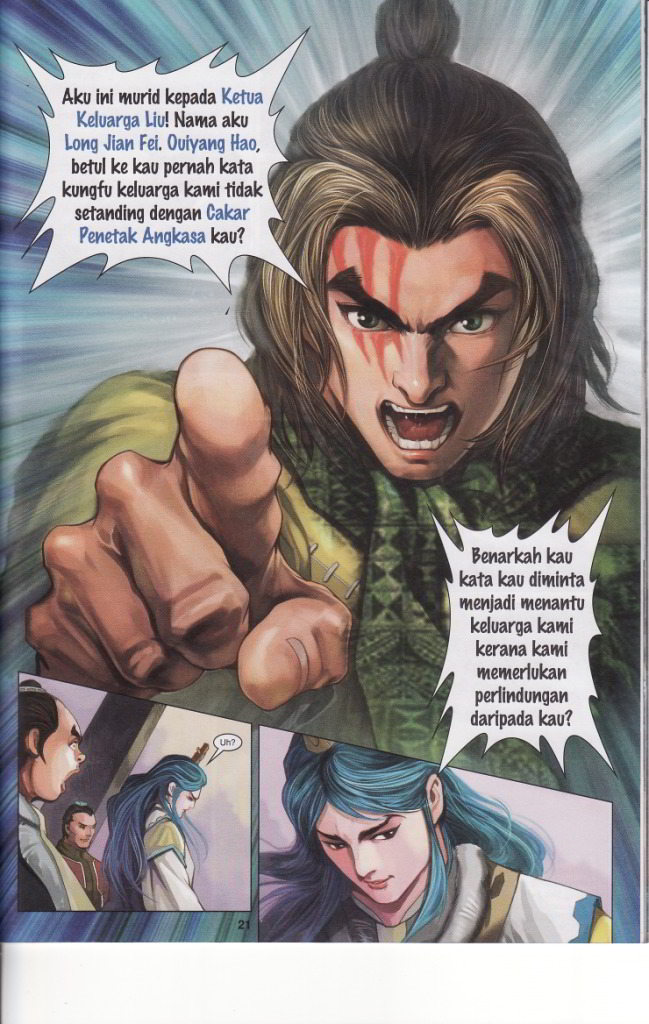 Aku ini murid kepada Ketua
Keluarga Liu! Nama aku
Long Jian Fei. Ouiyang Hao,
betul ke kau pernah kata
kungfu keluarga kami tidak
setanding dengan Cakar
Penetak Angkasa kau?
Benarkah kau
kata kau diminta
menjadi menantu
keluarga kami
kerana kami
memerlukan
perlindungan
daripada kau?
Uh?
21